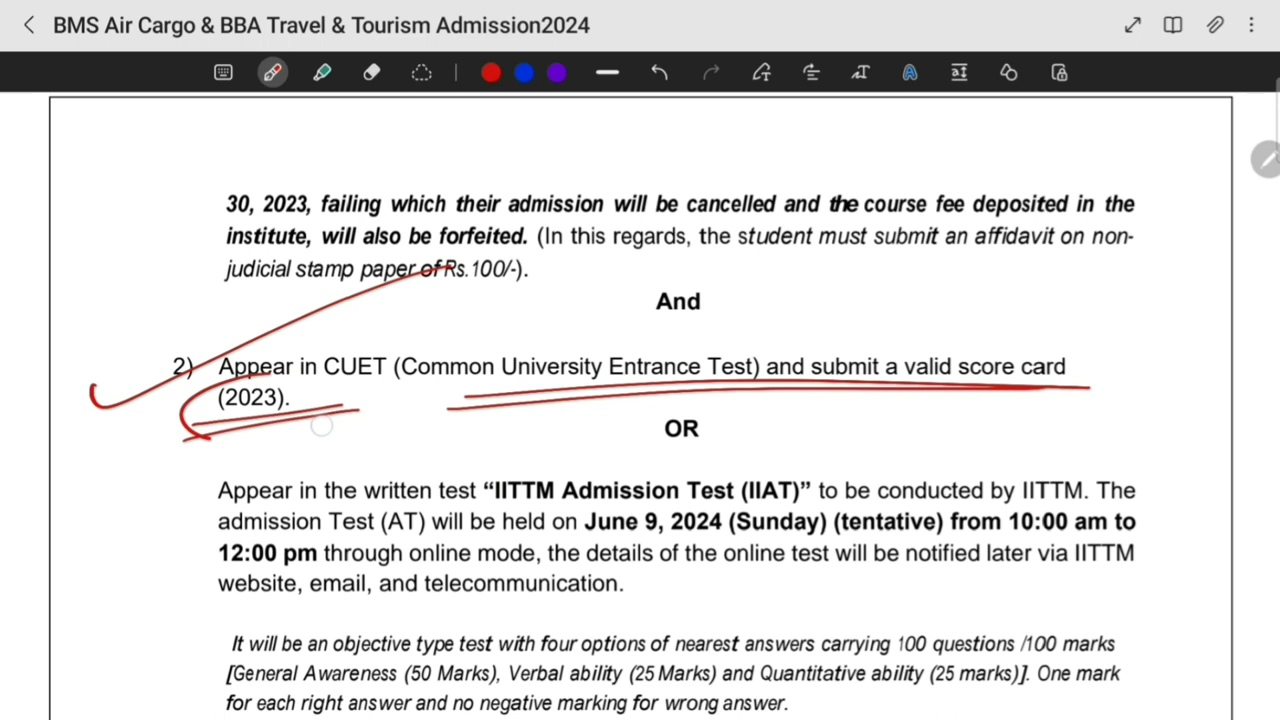 BMS Air Cargo & BBA Travel & Tourism Admission2024
30, 2023, failing which their admission will be cancelled and the course fee deposited in the
institute, will also be forfeited. (In this regards, the student must submit an affidavit on non-
judicial stamp paper of Rs.100/-).
And
2) Appear in CUET (Common University Entrance Test) and submit a valid score card
(2023).
OR
Appear in the written test “IITTM Admission Test (IIAT)” to be conducted by IITTM. The
admission Test (AT) will be held on June 9, 2024 (Sunday) (tentative) from 10:00 am to
12:00 pm through online mode, the details of the online test will be notified later via IITTM
website, email, and telecommunication.
It will be an objective type test with four options of nearest answers carrying 100 questions /100 marks
[General Awareness (50 Marks), Verbal ability (25 Marks) and Quantitative ability (25 marks)]. One mark
for each right answer and no negative marking for wrong answer.